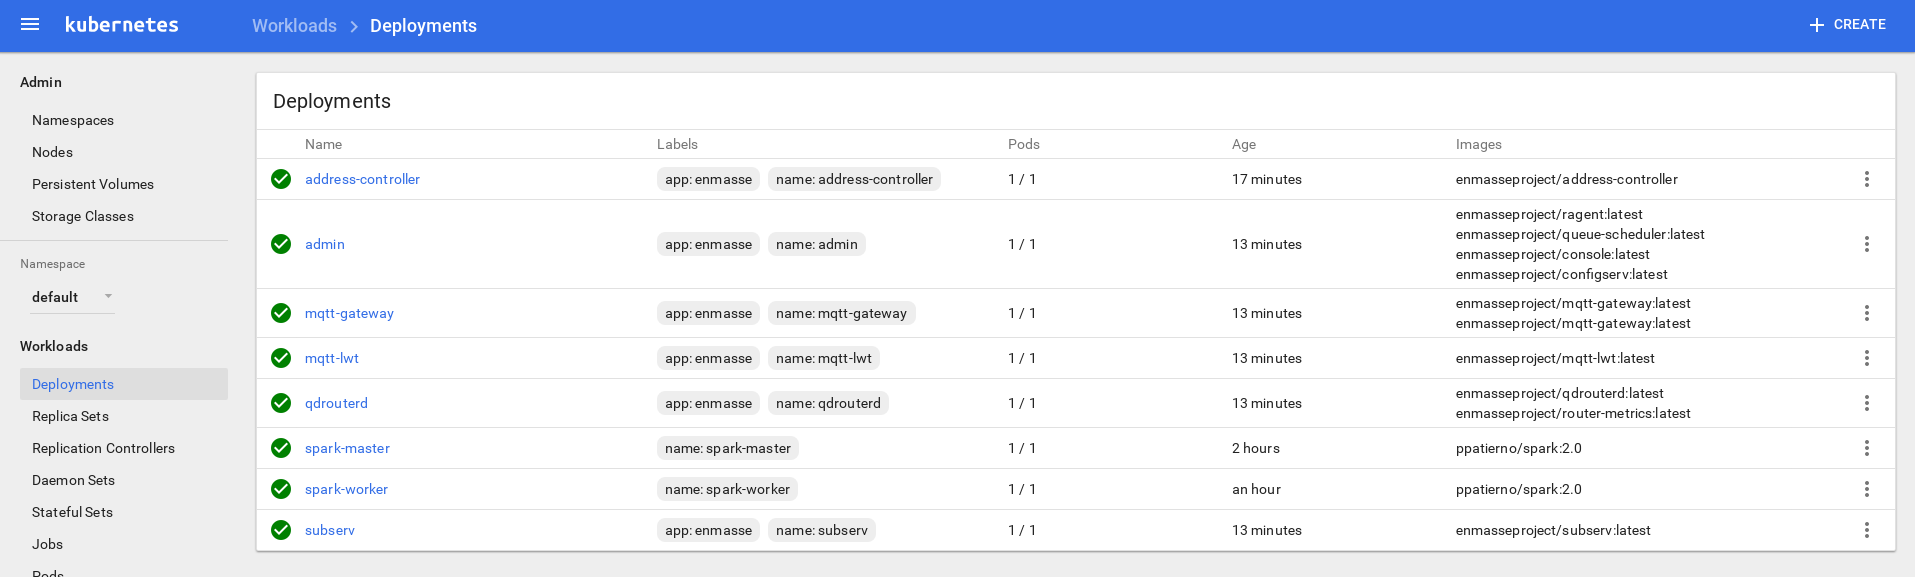 kubernetes Workloads Deployments CREATE
Admin
Namespaces
Nodes
Persistent Volumes
Storage Classes
Namespace
default
Workloads
Deployments
Replica Sets
Replication Controllers
Daemon Sets
Stateful Sets
Jobs
Pods
Deployments
Name Labels Pods Age Images
address-controller app: enmasse name: address-controller 1 / 1 17 minutes enmasseproject/address-controller
enmasseproject/ragent:latest
enmasseproject/queue-scheduler:latest
admin app: enmasse name: admin 1 / 1 13 minutes
enmasseproject/console:latest
enmasseproject/configserv:latest
enmasseproject/mqtt-gateway:latest
mqtt-gateway app: enmasse name: mqtt-gateway 1 / 1 13 minutes
enmasseproject/mqtt-gateway:latest
mqtt-lwt app: enmasse name: mqtt-lwt 1 / 1 13 minutes enmasseproject/mqtt-lwt:latest
enmasseproject/qdrouterd:latest
qdrouterd app: enmasse name: qdrouterd 1 / 1 13 minutes
enmasseproject/router-metrics:latest
spark-master name: spark-master 1 / 1 2 hours ppatierno/spark:2.0
spark-worker name: spark-worker 1 / 1 an hour ppatierno/spark:2.0
subserv app: enmasse name: subserv 1 / 1 13 minutes enmasseproject/subserv:latest